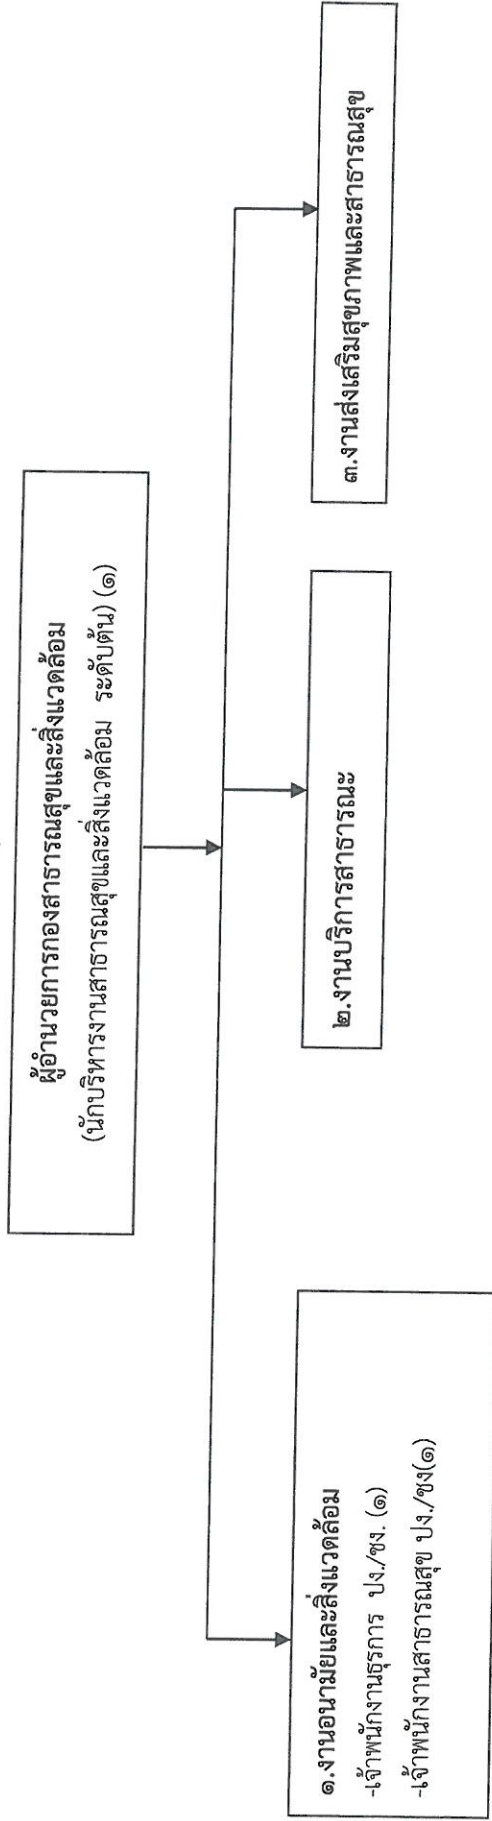 ผู้อำนวยการกองสาธารณสุขและสิ่งแวดล้อม
(นักบริหารงานสาธารณสุขและสิ่งแวดล้อม ระดับต้น) (๑)
๑.งานอนามัยและสิ่งแวดล้อม
-เจ้าพนักงานธุรการ ปง./ชง. (๑)
-เจ้าพนักงานสาธารณสุข ปง./ชง(๑)
๒.งานบริการสาธารณะ
๓.งานส่งเสริมสุขภาพและสาธารณสุข